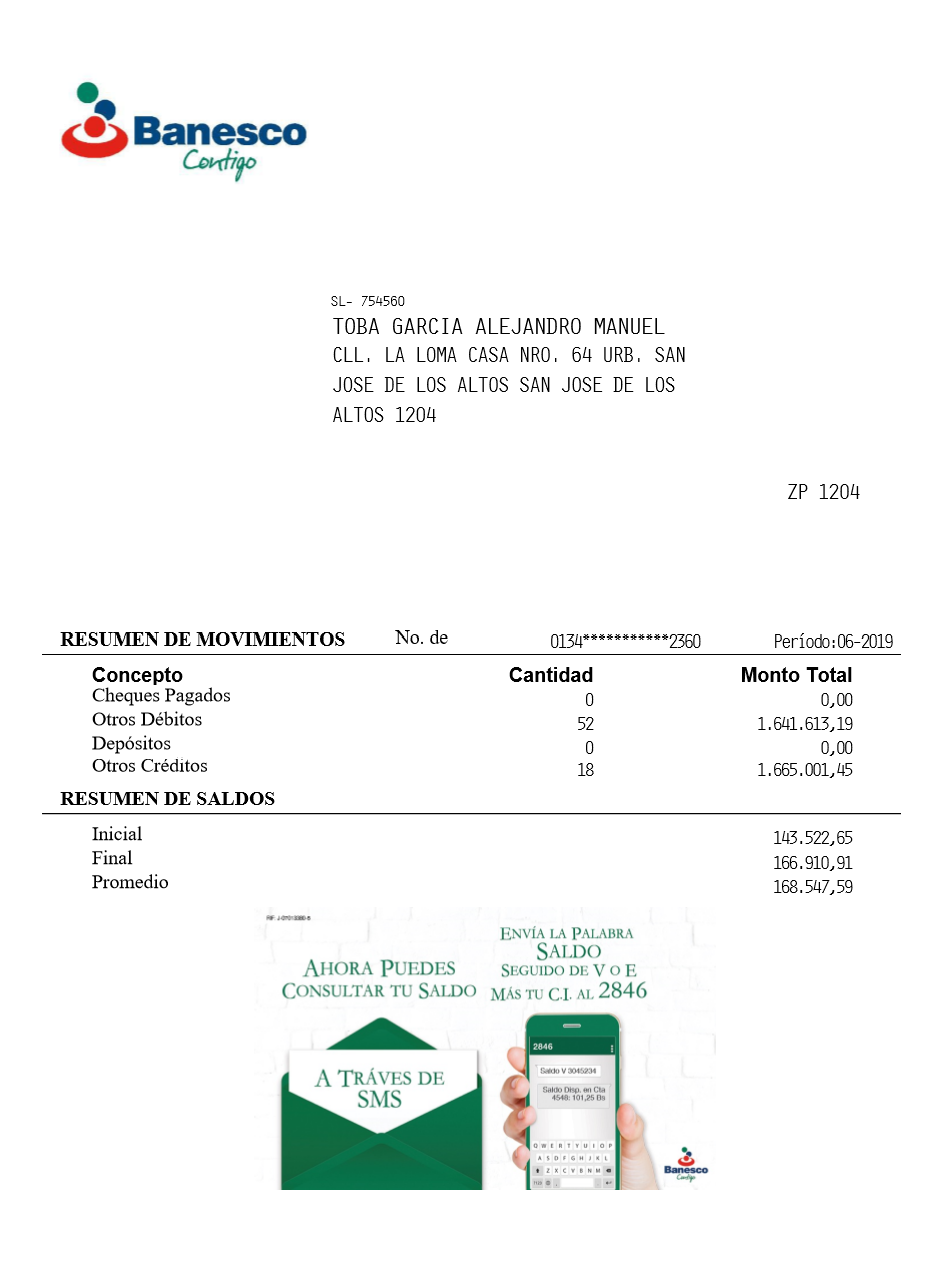 Banesco
Contigo
SL- 754560
TOBA GARCIA ALEJANDRO MANUEL
CLL. LA LOMA CASA NRO. 64 URB. SAN
JOSE DE LOS ALTOS SAN JOSE DE LOS
ALTOS 1204
ZP 1204
RESUMEN DE MOVIMIENTOS No. de 0134***********2360 Período:06-2019
Concepto Cantidad Monto Total
Cheques Pagados 0 0,00
Otros Débitos 52 1.641.613,19
Depósitos 0 0,00
Otros Créditos 18 1.665.001,45
RESUMEN DE SALDOS
Inicial 143.522,65
Final 166.910,91
Promedio 168.547,59
RIF: J-07013380-5
AHORA PUEDES
CONSULTAR TU SALDO
A TRÁVES DE
SMS
ENVÍA LA PALABRA
SALDO
SEGUIDO DE V O E
MÁS TU C.I. AL 2846
2846
Saldo V 3045234
Saldo Disp. en Cta
4548: 101,25 Bs
Q W E R T Y U I O P
A S D F G H J K L
Z X C V B N M
Banesco
Contigo